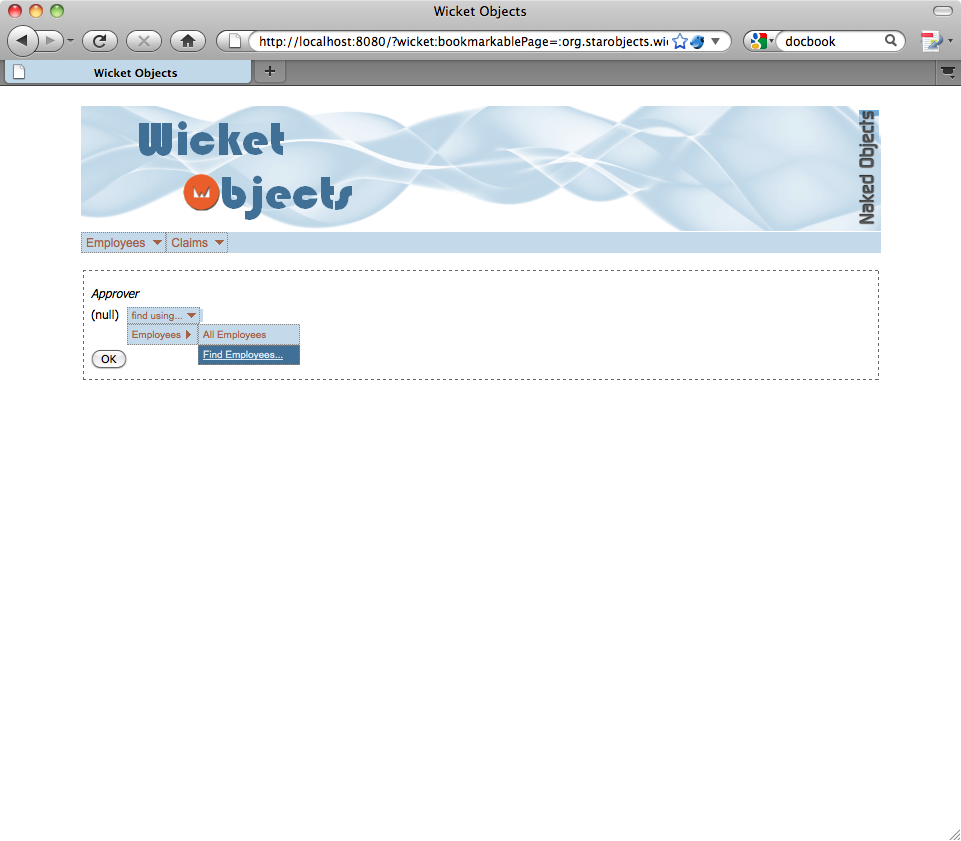 Wicket Objects
http://localhost:8080/?wicket:bookmarkablePage=:org.starobjects.wi
docbook
Wicket Objects
Wicket
Objects
Naked Objects
Employees
Claims
Approver
(null)
find using...
Employees
All Employees
Find Employees...
OK